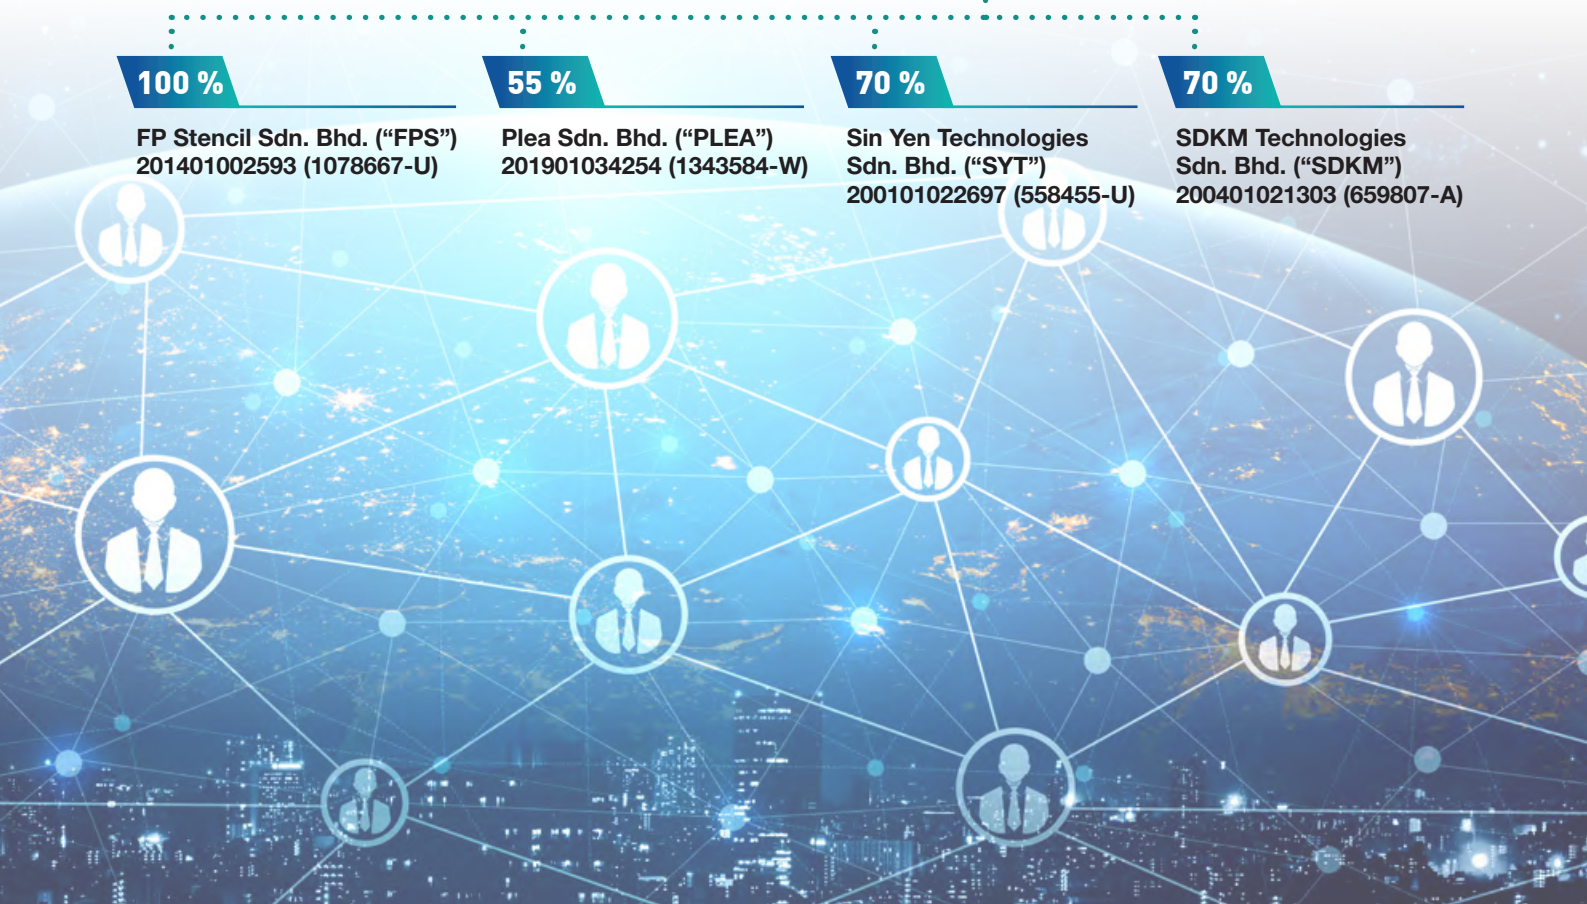 100 %
FP Stencil Sdn. Bhd. (“FPS”)
201401002593 (1078667-U)
55 %
Plea Sdn. Bhd. (“PLEA”)
201901034254 (1343584-W)
70 %
Sin Yen Technologies
Sdn. Bhd. (“SYT”)
200101022697 (558455-U)
70 %
SDKM Technologies
Sdn. Bhd. (“SDKM”)
200401021303 (659807-A)